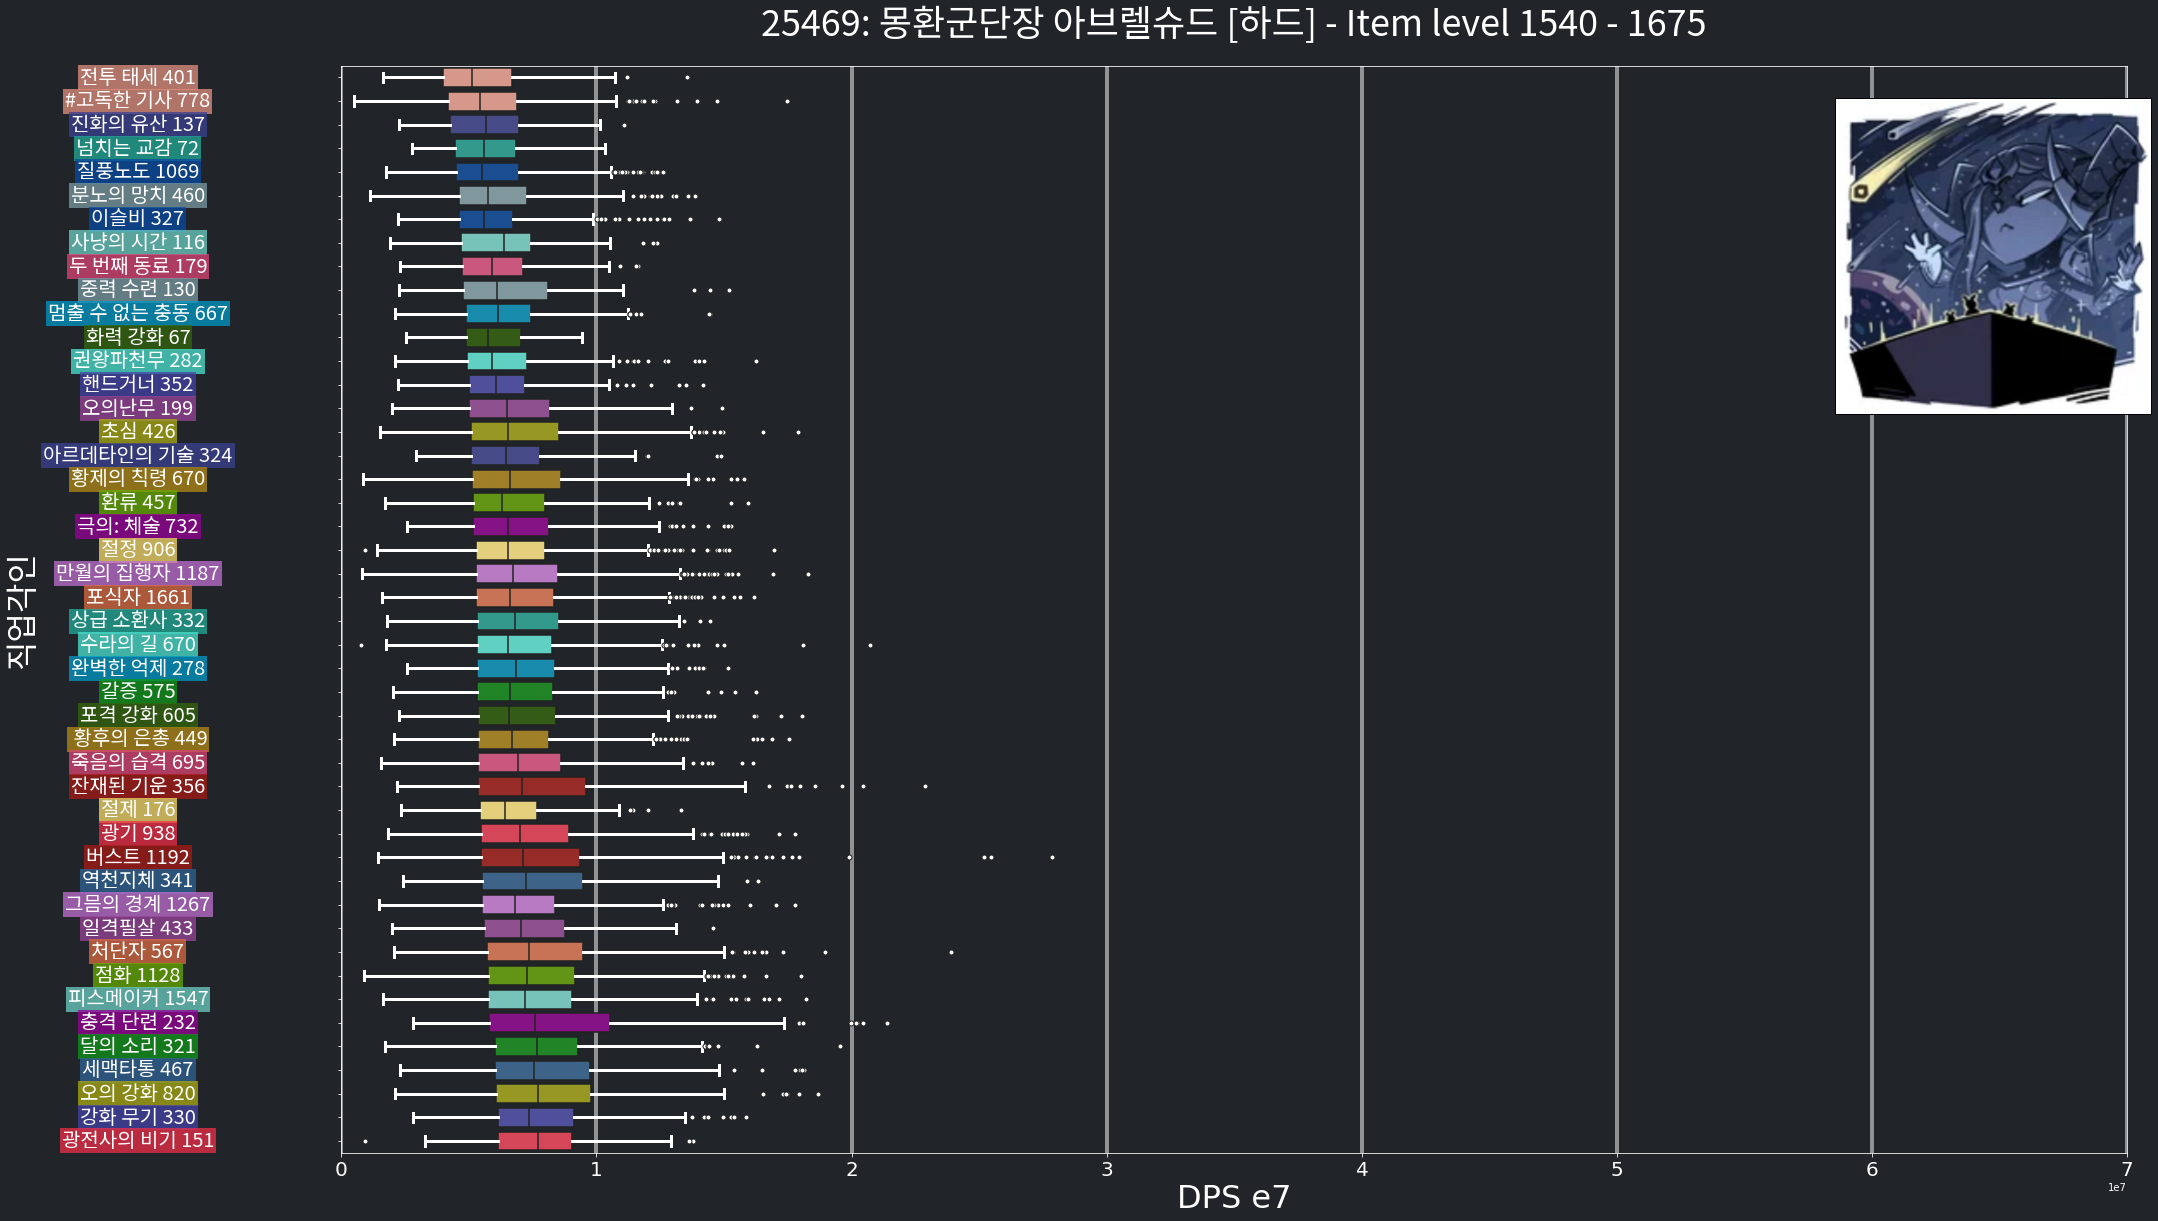 25469: 몽환군단장 아브렐슈드 [하드] - Item level 1540 - 1675
전투 태세 401
#고독한 기사 778
진화의 유산 137
넘치는 교감 72
질풍노도 1069
분노의 망치 460
이슬비 327
사냥의 시간 116
두 번째 동료 179
중력 수련 130
멈출 수 없는 충동 667
화력 강화 67
권왕파천무 282
핸드거너 352
오의난무 199
초심 426
아르데타인의 기술 324
황제의 칙령 670
환류 457
극의: 체술 732
절정 906
만월의 집행자 1187
포식자 1661
상급 소환사 332
수라의 길 670
완벽한 억제 278
갈증 575
포격 강화 605
황후의 은총 449
죽음의 습격 695
잔재된 기운 356
절제 176
광기 938
버스트 1192
역천지체 341
그믐의 경계 1267
일격필살 433
처단자 567
점화 1128
피스메이커 1547
충격 단련 232
달의 소리 321
세맥타통 467
오의 강화 820
강화 무기 330
광전사의 비기 151
직업각인
0 1 2 3 4 5 6 7
1e7
DPS e7